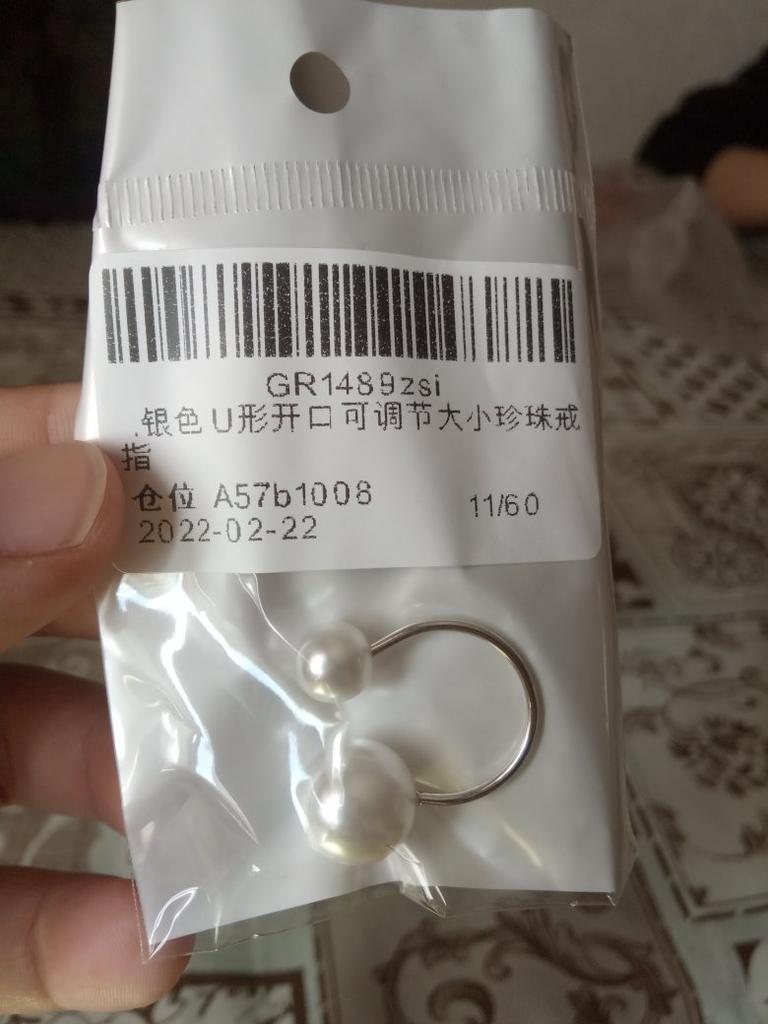 GR1489zsi
.银色U形开口可调节大小珍珠戒
指
仓位 A57b1008
11/60
2022-02-22